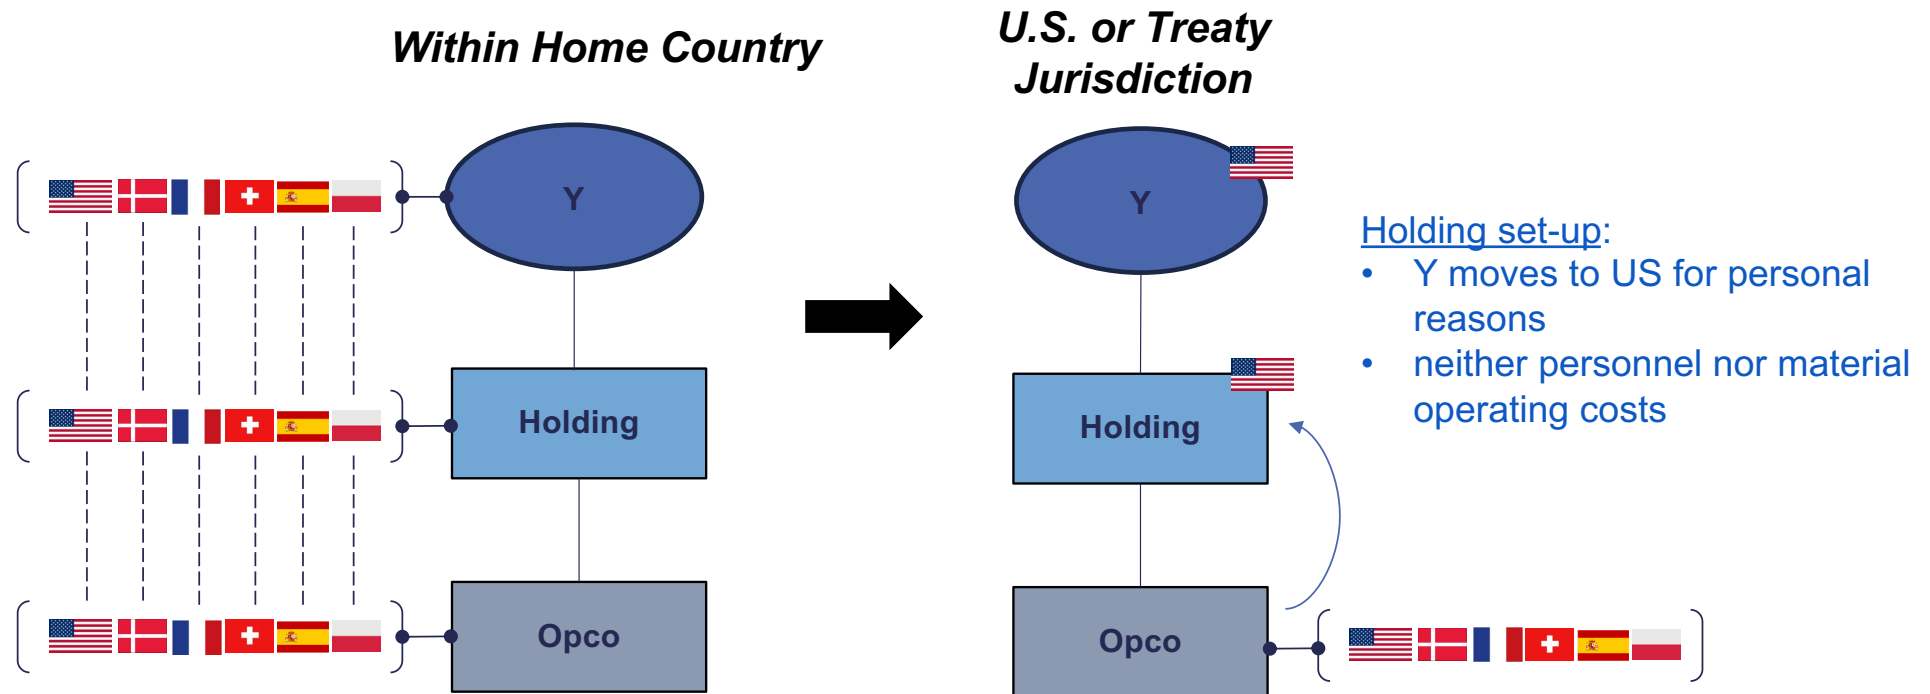 Within Home Country
U.S. or Treaty
Jurisdiction
Y
Y
Holding set-up:
• Y moves to US for personal
reasons
• neither personnel nor material
operating costs
Holding
Holding
Opco
Opco